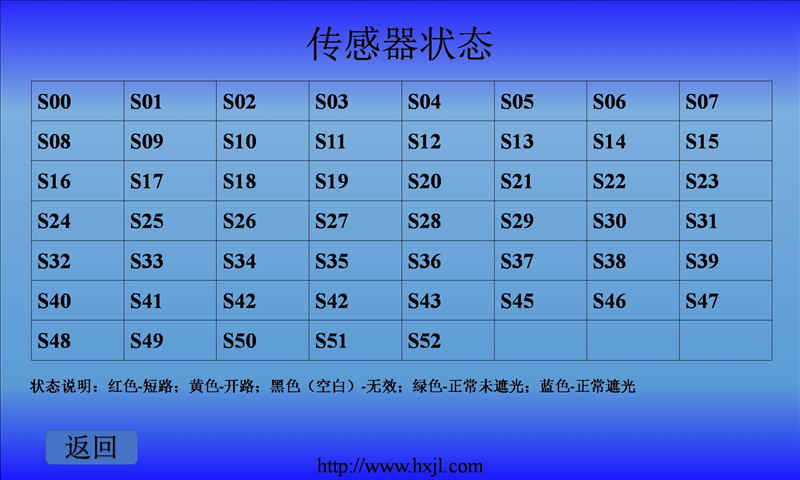 传感器状态
S00 S01 S02 S03 S04 S05 S06 S07
S08 S09 S10 S11 S12 S13 S14 S15
S16 S17 S18 S19 S20 S21 S22 S23
S24 S25 S26 S27 S28 S29 S30 S31
S32 S33 S34 S35 S36 S37 S38 S39
S40 S41 S42 S42 S43 S45 S46 S47
S48 S49 S50 S51 S52
状态说明：红色-短路；黄色-开路；黑色（空白）-无效；绿色-正常未遮光；蓝色-正常遮光
返回
http://www.hxjl.com